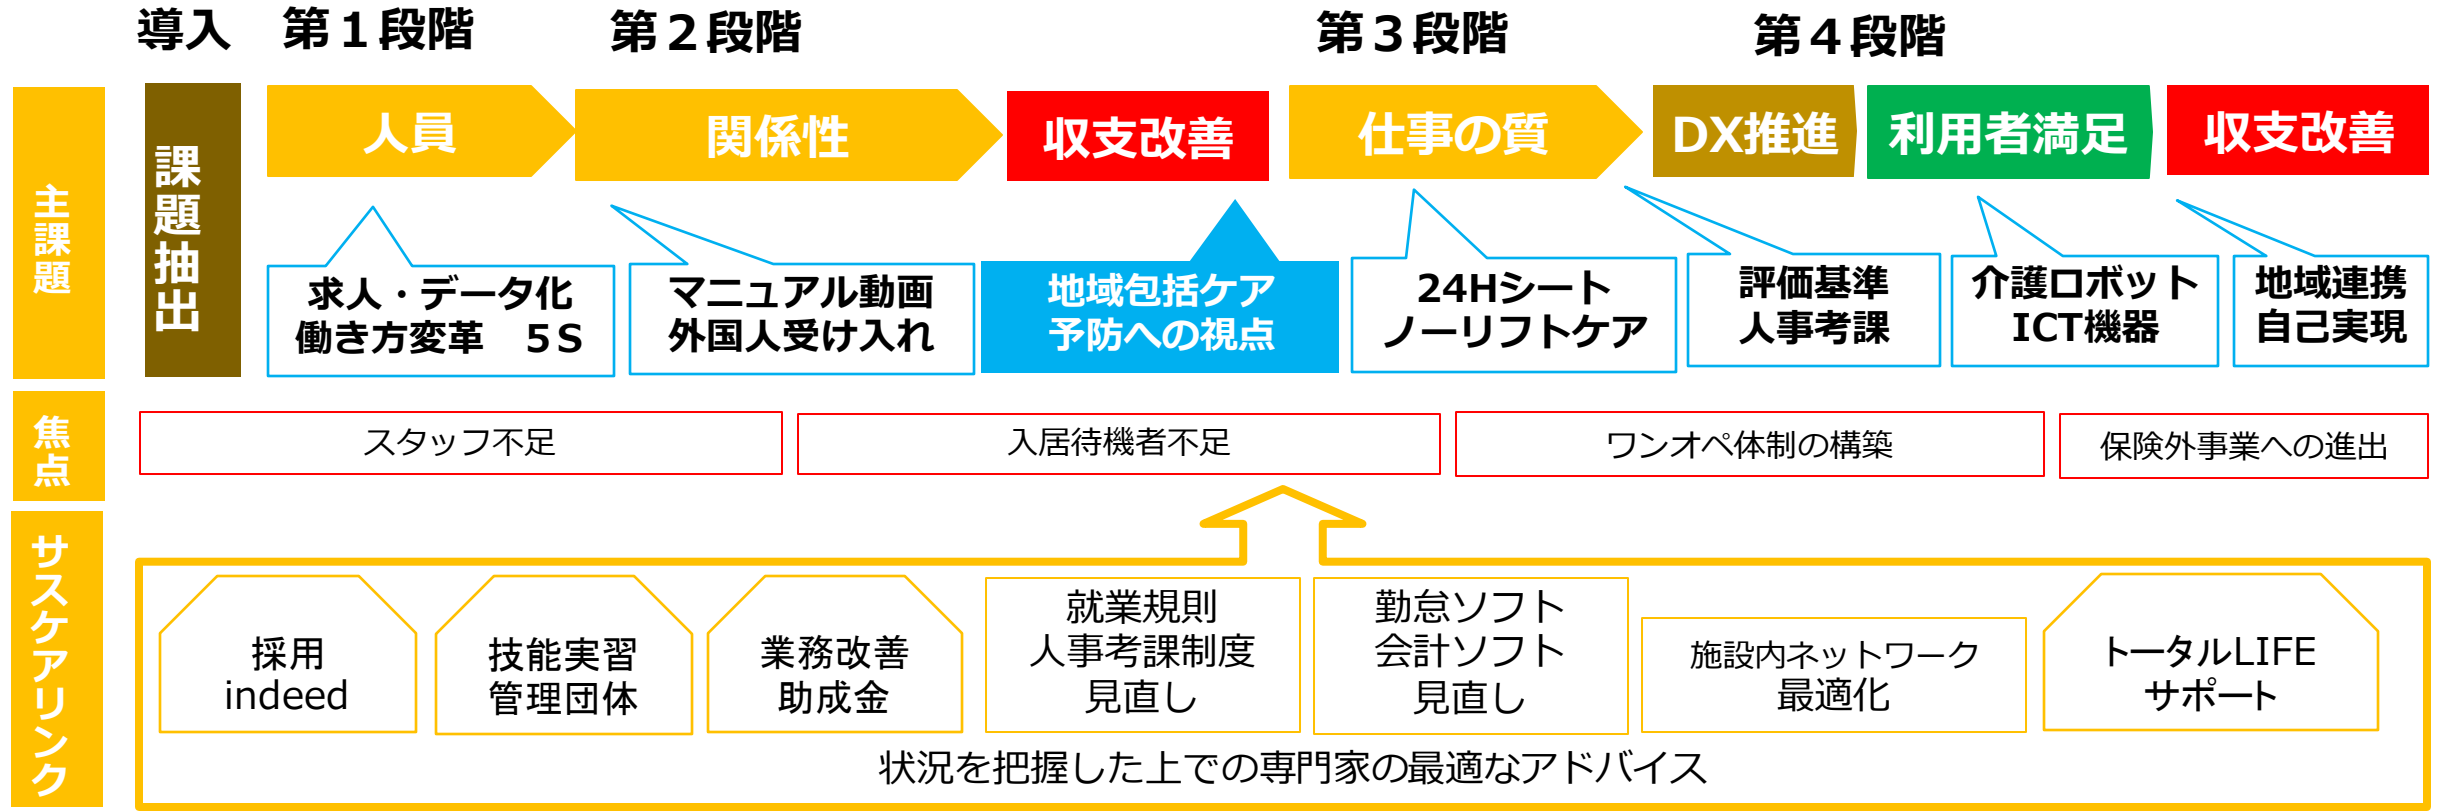 導入
第１段階
第２段階
第３段階
第４段階
主課題
課題抽出
人員
関係性
収支改善
仕事の質
DX推進
利用者満足
収支改善
求人・データ化
働き方変革　５Ｓ
マニュアル動画
外国人受け入れ
地域包括ケア
予防への視点
24Hシート
ノーリフトケア
評価基準
人事考課
介護ロボット
ICT機器
地域連携
自己実現
焦点
スタッフ不足
入居待機者不足
ワンオペ体制の構築
保険外事業への進出
サスケアリンク
採用
indeed
技能実習
管理団体
業務改善
助成金
就業規則
人事考課制度
見直し
勤怠ソフト
会計ソフト
見直し
施設内ネットワーク
最適化
トータルLIFE
サポート
状況を把握した上での専門家の最適なアドバイス